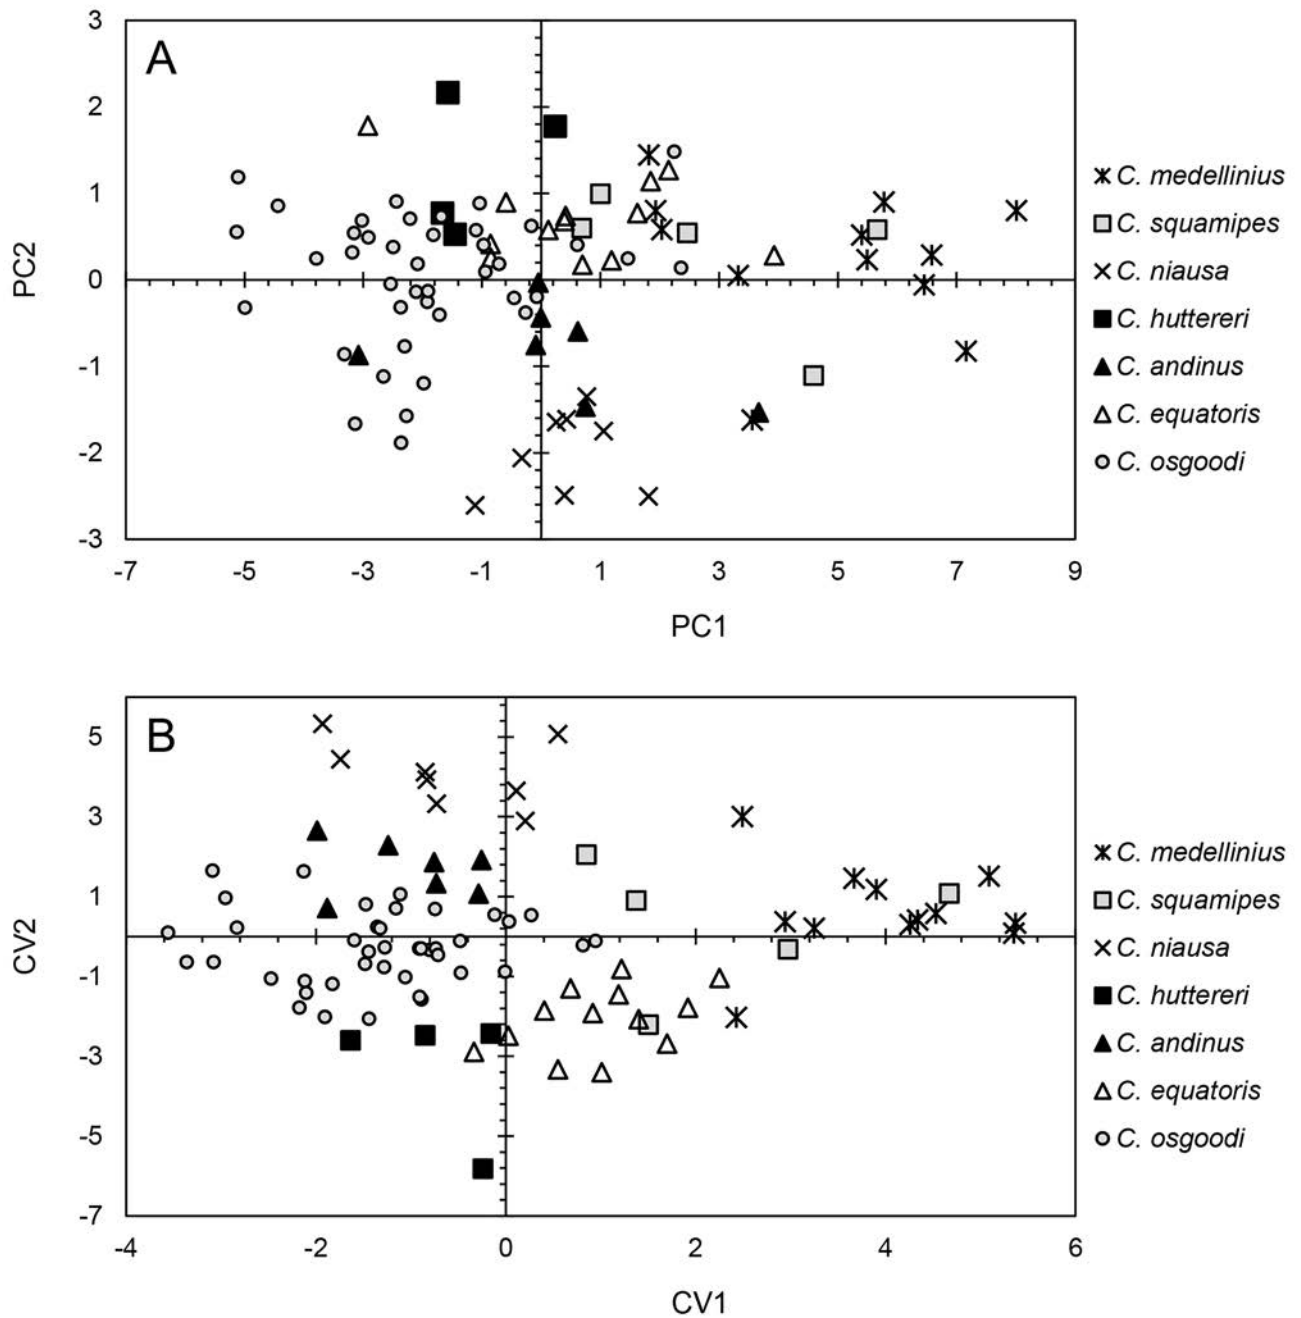 A
3
2
1
0
-1
-2
-3
PC2
-7 -5 -3 -1 1 3 5 7 9
PC1
C. medellinius
C. squamipes
C. niausa
C. huttereri
C. andinus
C. equatoris
C. osgoodi
B
5
3
1
-1
-3
-5
-7
CV2
-4 -2 0 2 4 6
CV1
C. medellinius
C. squamipes
C. niausa
C. huttereri
C. andinus
C. equatoris
C. osgoodi